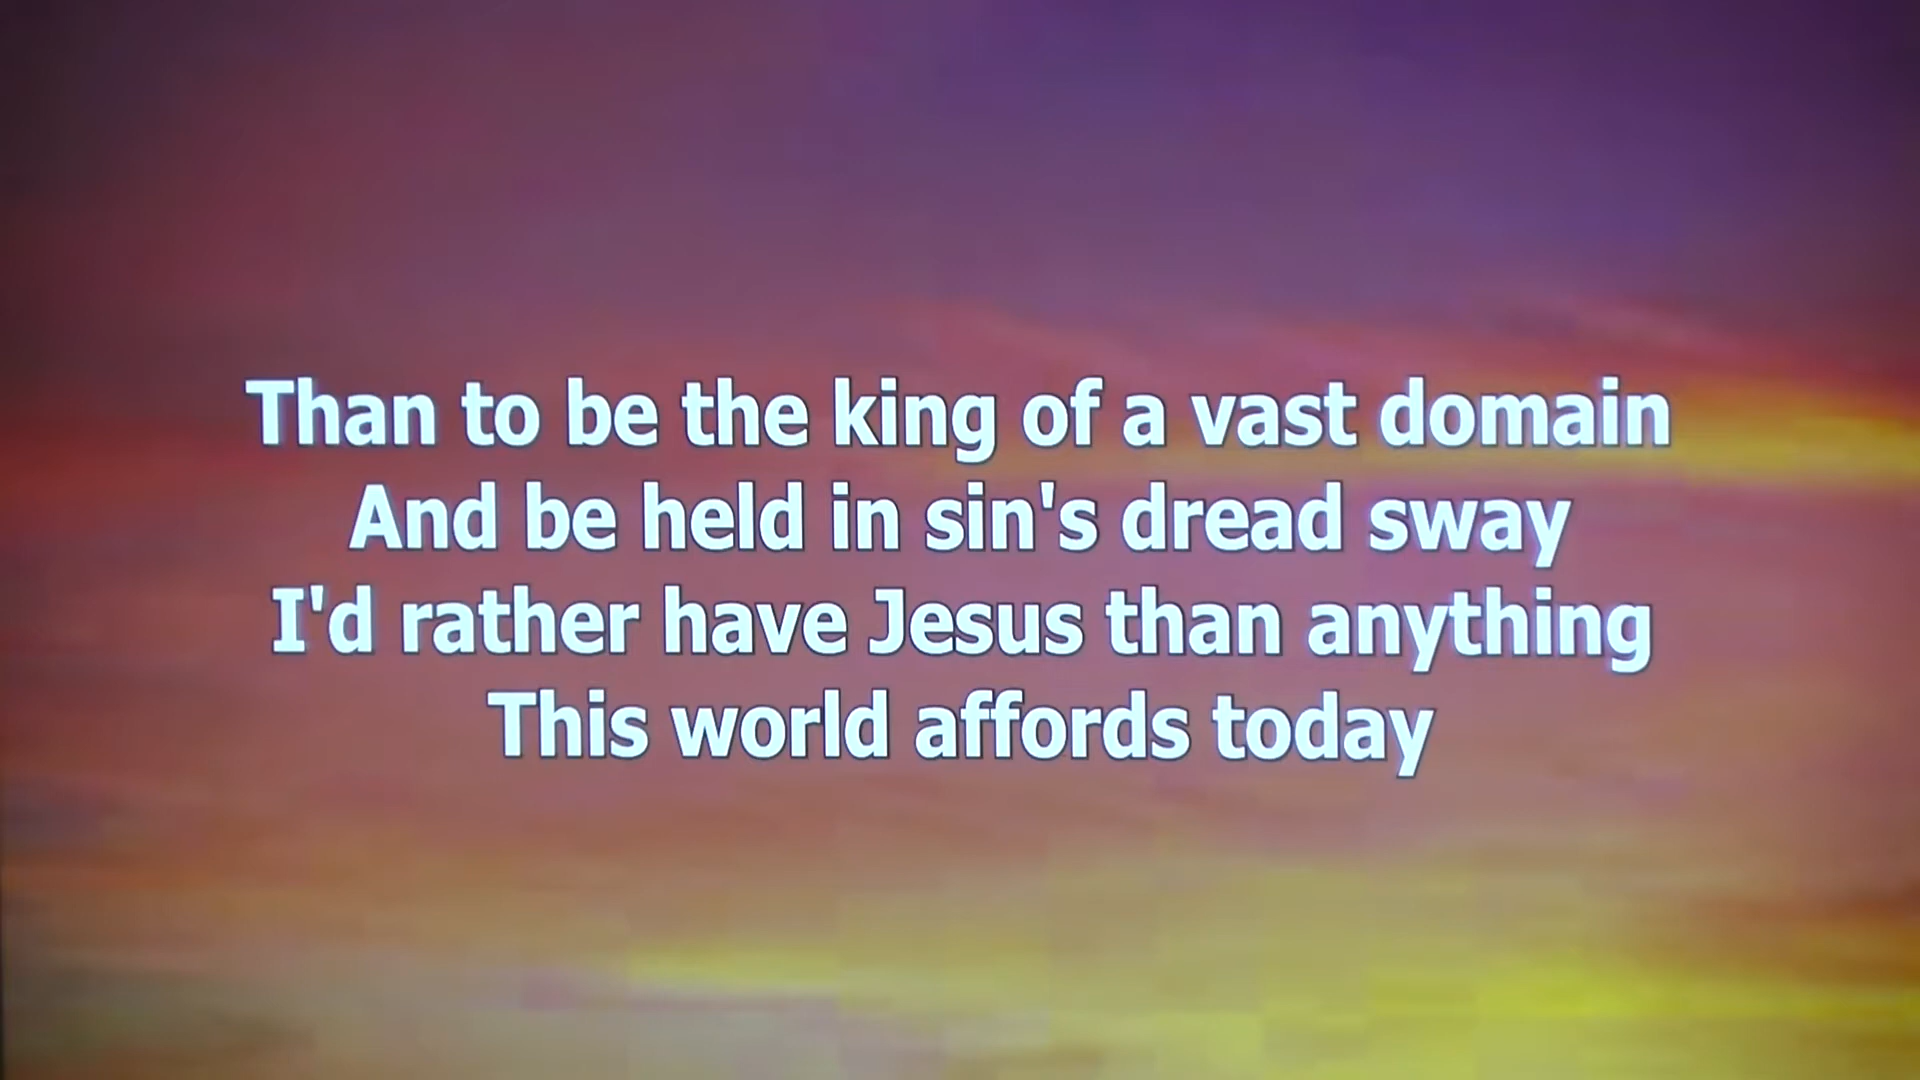 Than to be the king of a vast domain
And be held in sin's dread sway
I'd rather have Jesus than anything
This world affords today